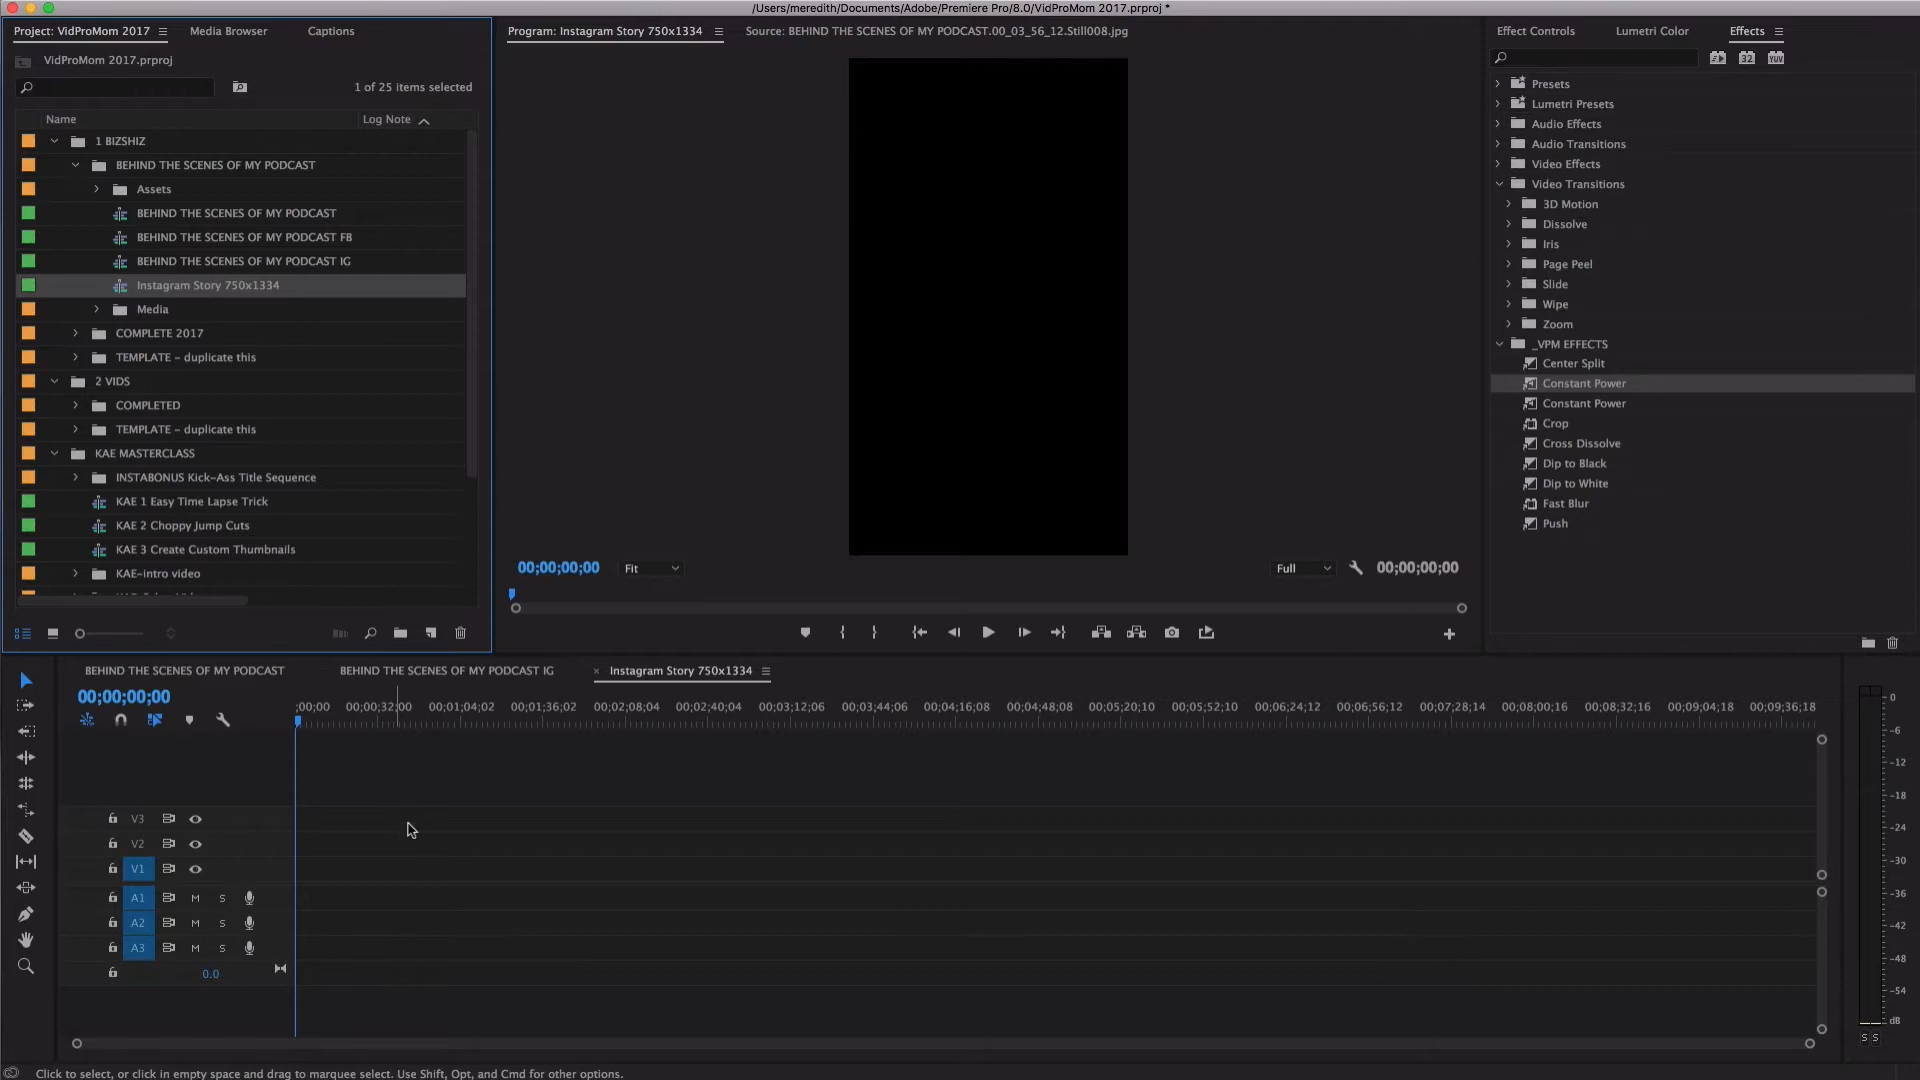 /Users/meredith/Documents/Adobe/Premiere Pro/8.0/VidProMom 2017.prproj *
Project: VidProMom 2017
Media Browser
Captions
VidProMom 2017.prproj
1 of 25 items selected
Name
Log Note
1 BIZSHIZ
BEHIND THE SCENES OF MY PODCAST
Assets
BEHIND THE SCENES OF MY PODCAST
BEHIND THE SCENES OF MY PODCAST FB
BEHIND THE SCENES OF MY PODCAST IG
Instagram Story 750x1334
Media
COMPLETE 2017
TEMPLATE – duplicate this
2 VIDS
COMPLETED
TEMPLATE – duplicate this
KAE MASTERCLASS
INSTABONUS Kick-Ass Title Sequence
KAE 1 Easy Time Lapse Trick
KAE 2 Choppy Jump Cuts
KAE 3 Create Custom Thumbnails
KAE-intro video
Program: Instagram Story 750x1334
Source: BEHIND THE SCENES OF MY PODCAST.00_03_56_12.Still008.jpg
00;00;00;00
Fit
Full
00;00;00;00
Effect Controls
Lumetri Color
Effects
32
YUV
Presets
Lumetri Presets
Audio Effects
Audio Transitions
Video Effects
Video Transitions
3D Motion
Dissolve
Iris
Page Peel
Slide
Wipe
Zoom
_VPM EFFECTS
Center Split
Constant Power
Constant Power
Crop
Cross Dissolve
Dip to Black
Dip to White
Fast Blur
Push
BEHIND THE SCENES OF MY PODCAST
BEHIND THE SCENES OF MY PODCAST IG
× Instagram Story 750x1334
00;00;00;00
;00;00 00;00;32;00 00;01;04;02 00;01;36;02 00;02;08;04 00;02;40;04 00;03;12;06 00;03;44;06 00;04;16;08 00;04;48;08 00;05;20;10 00;05;52;10 00;06;24;12 00;06;56;12 00;07;28;14 00;08;00;16 00;08;32;16 00;09;04;18 00;09;36;18
V3
V2
V1
A1 M S
A2 M S
A3 M S
0.0
0
-6
-12
-18
-24
-30
-36
-42
-48
-54
dB
S S
Click to select, or click in empty space and drag to marquee select. Use Shift, Opt, and Cmd for other options.